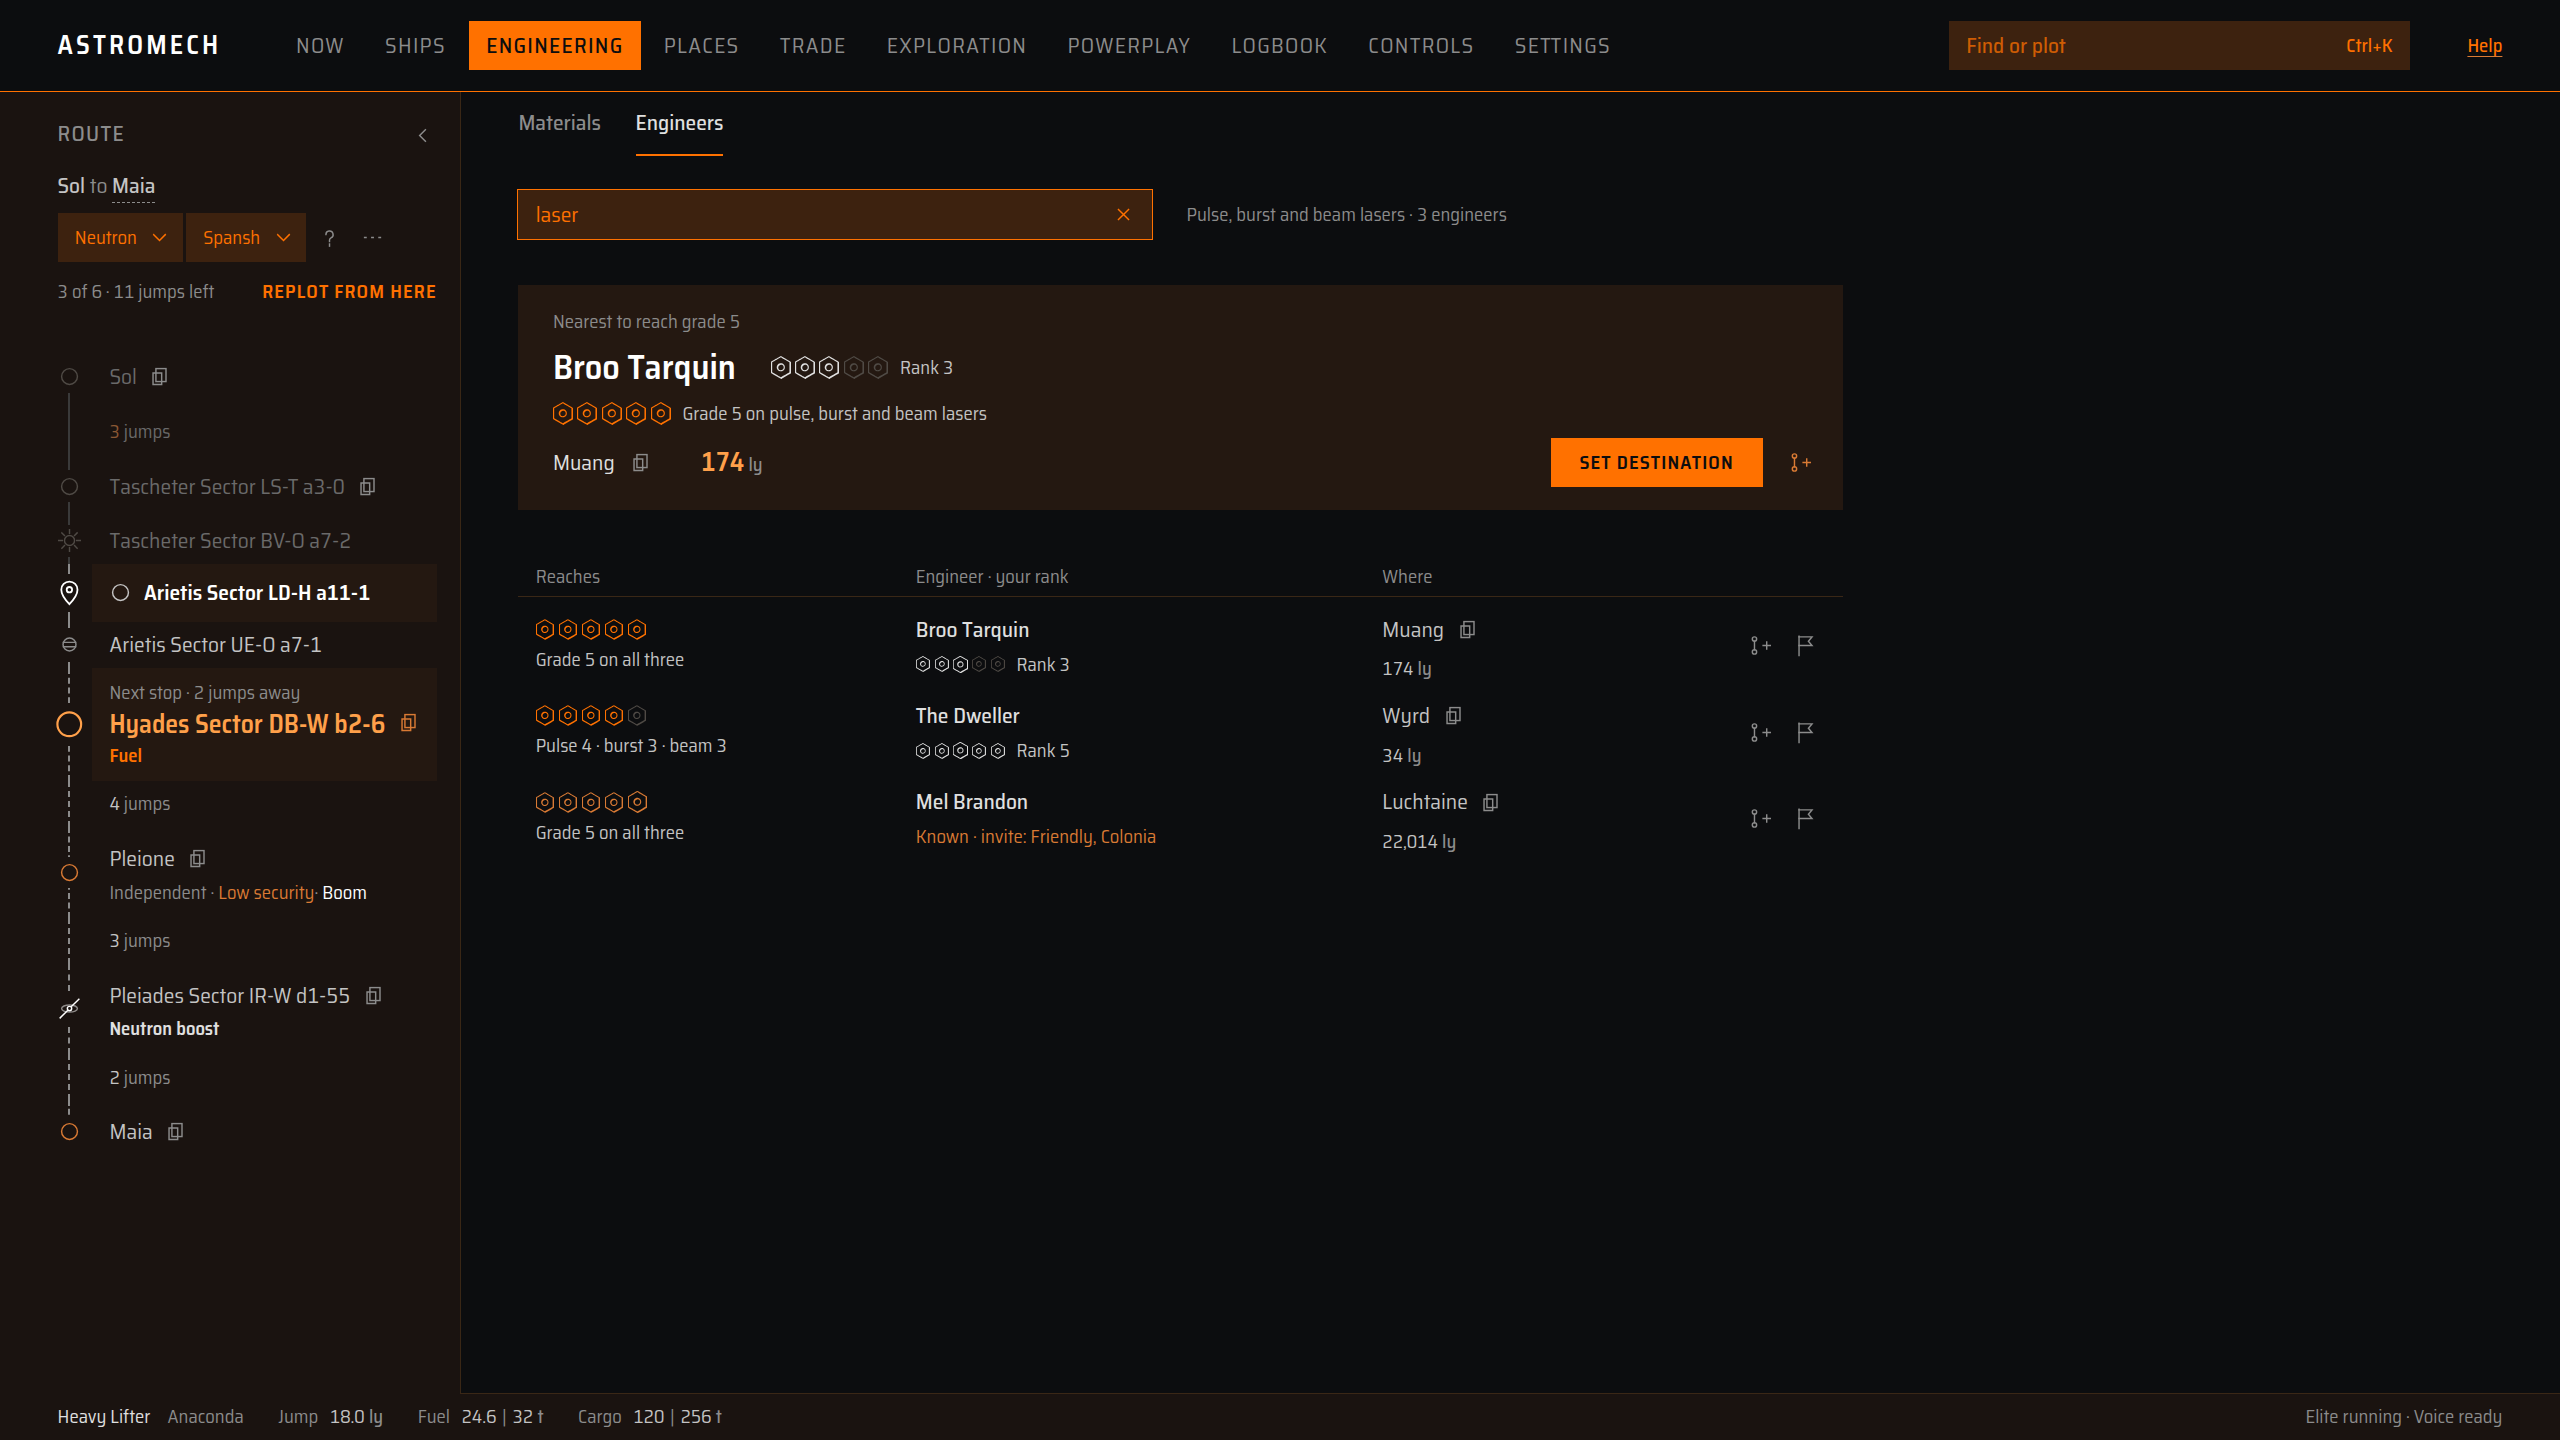 ASTROMECH NOW SHIPS ENGINEERING PLACES TRADE EXPLORATION POWERPLAY LOGBOOK CONTROLS SETTINGS Find or plot Ctrl+K Help
ROUTE
Sol to Maia
Neutron Spansh ? ---
3 of 6 · 11 jumps left REPLOT FROM HERE
Sol
3 jumps
Tascheter Sector LS-T a3-0
Tascheter Sector BV-O a7-2
Arietis Sector LD-H a11-1
Arietis Sector UE-O a7-1
Next stop · 2 jumps away
Hyades Sector DB-W b2-6
Fuel
4 jumps
Pleione
Independent · Low security· Boom
3 jumps
Pleiades Sector IR-W d1-55
Neutron boost
2 jumps
Maia
Materials Engineers
laser
Pulse, burst and beam lasers · 3 engineers
Nearest to reach grade 5
Broo Tarquin Rank 3
Grade 5 on pulse, burst and beam lasers
Muang 174 ly SET DESTINATION
Reaches Engineer · your rank Where
Broo Tarquin Muang
Grade 5 on all three Rank 3 174 ly
The Dweller Wyrd
Pulse 4 · burst 3 · beam 3 Rank 5 34 ly
Mel Brandon Luchtaine
Grade 5 on all three Known · invite: Friendly, Colonia 22,014 ly
Heavy Lifter Anaconda Jump 18.0 ly Fuel 24.6 | 32 t Cargo 120 | 256 t Elite running · Voice ready